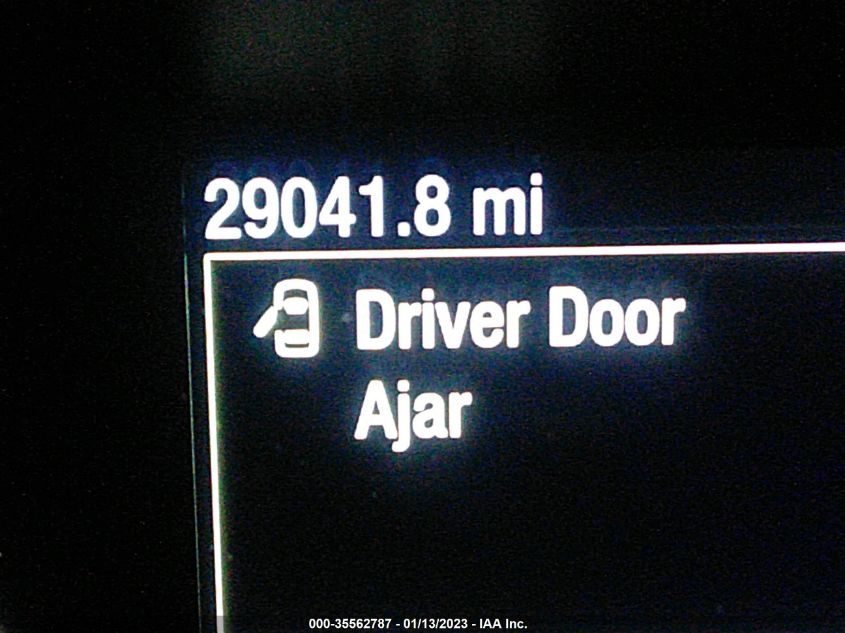 29041.8 mi
Driver Door
Ajar
000-35562787 - 01/13/2023 - IAA Inc.